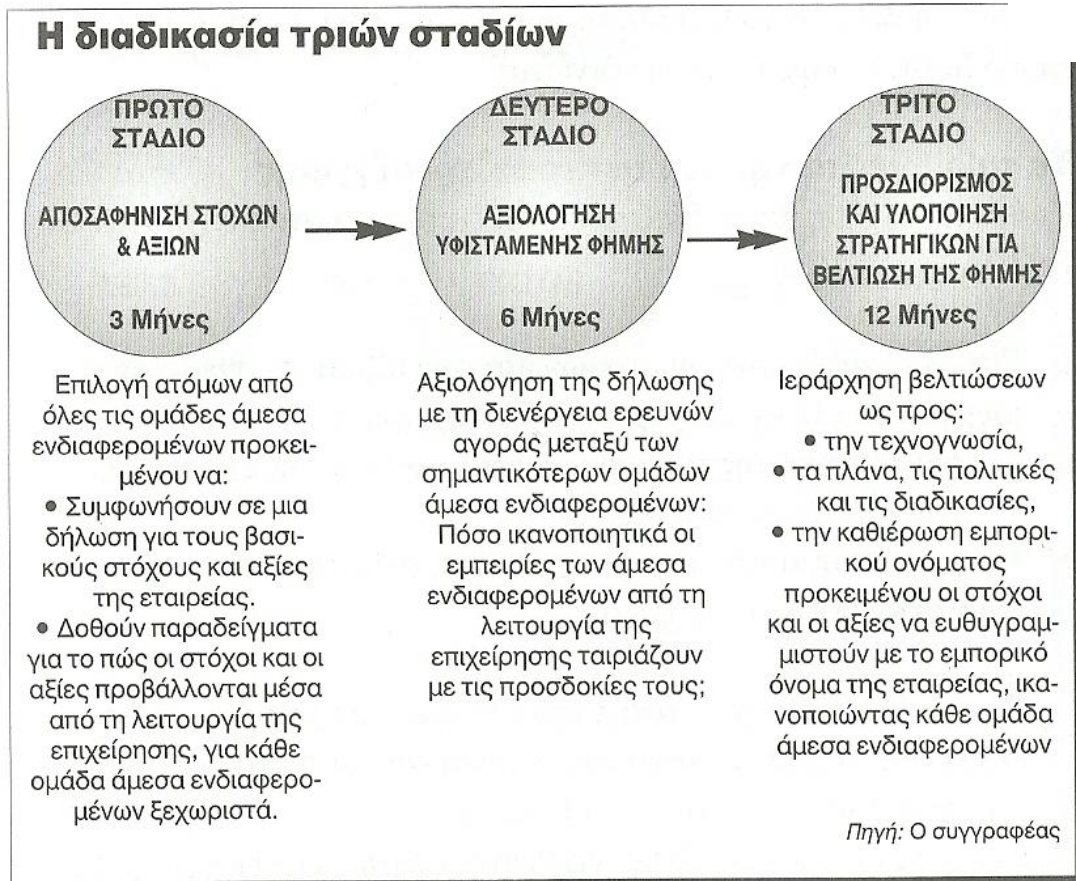 Η διαδικασία τριών σταδίων
ΠΡΩΤΟ
ΣΤΑΔΙΟ
ΑΠΟΣΑΦΗΝΙΣΗ ΣΤΟΧΩΝ
& ΑΞΙΩΝ
3 Μήνες
Επιλογή ατόμων από
όλες τις ομάδες άμεσα
ενδιαφερομένων προκει-
μένου να:
• Συμφωνήσουν σε μια
δήλωση για τους βασι-
κούς στόχους και αξίες
της εταιρείας.
• Δοθούν παραδείγματα
για το πώς οι στόχοι και οι
αξίες προβάλλονται μέσα
από τη λειτουργία της
επιχείρησης, για κάθε
ομάδα άμεσα ενδιαφερο-
μένων ξεχωριστά.
ΔΕΥΤΕΡΟ
ΣΤΑΔΙΟ
ΑΞΙΟΛΟΓΗΣΗ
ΥΦΙΣΤΑΜΕΝΗΣ ΦΗΜΗΣ
6 Μήνες
Αξιολόγηση της δήλωσης
με τη διενέργεια ερευνών
αγοράς μεταξύ των
σημαντικότερων ομάδων
άμεσα ενδιαφερομένων:
Πόσο ικανοποιητικά οι
εμπειρίες των άμεσα
ενδιαφερομένων από τη
λειτουργία της
επιχείρησης ταιριάζουν
με τις προσδοκίες τους;
ΤΡΙΤΟ
ΣΤΑΔΙΟ
ΠΡΟΣΔΙΟΡΙΣΜΟΣ
ΚΑΙ ΥΛΟΠΟΙΗΣΗ
ΣΤΡΑΤΗΓΙΚΩΝ ΓΙΑ
ΒΕΛΤΙΩΣΗ ΤΗΣ ΦΗΜΗΣ
12 Μήνες
Ιεράρχηση βελτιώσεων
ως προς:
• την τεχνογνωσία,
• τα πλάνα, τις πολιτικές
και τις διαδικασίες,
• την καθιέρωση εμπορι-
κού ονόματος
προκειμένου οι στόχοι
και οι αξίες να ευθυγραμ-
μιστούν με το εμπορικό
όνομα της εταιρείας, ικα-
νοποιώντας κάθε ομάδα
άμεσα ενδιαφερομένων
Πηγή: Ο συγγραφέας